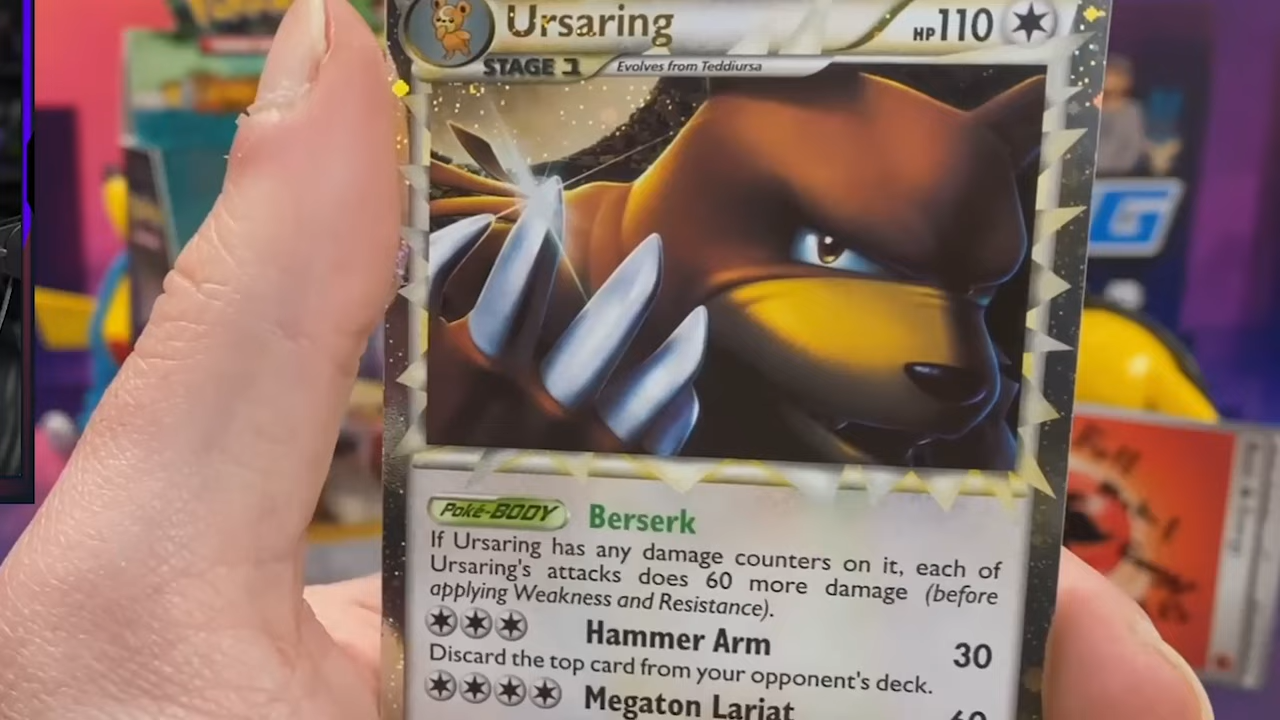 Ursaring
HP110
STAGE 1
Evolves from Teddiursa
Poké-BODY Berserk
If Ursaring has any damage counters on it, each of
Ursaring's attacks does 60 more damage (before
applying Weakness and Resistance).
Hammer Arm 30
Discard the top card from your opponent's deck.
Megaton Lariat 60
G